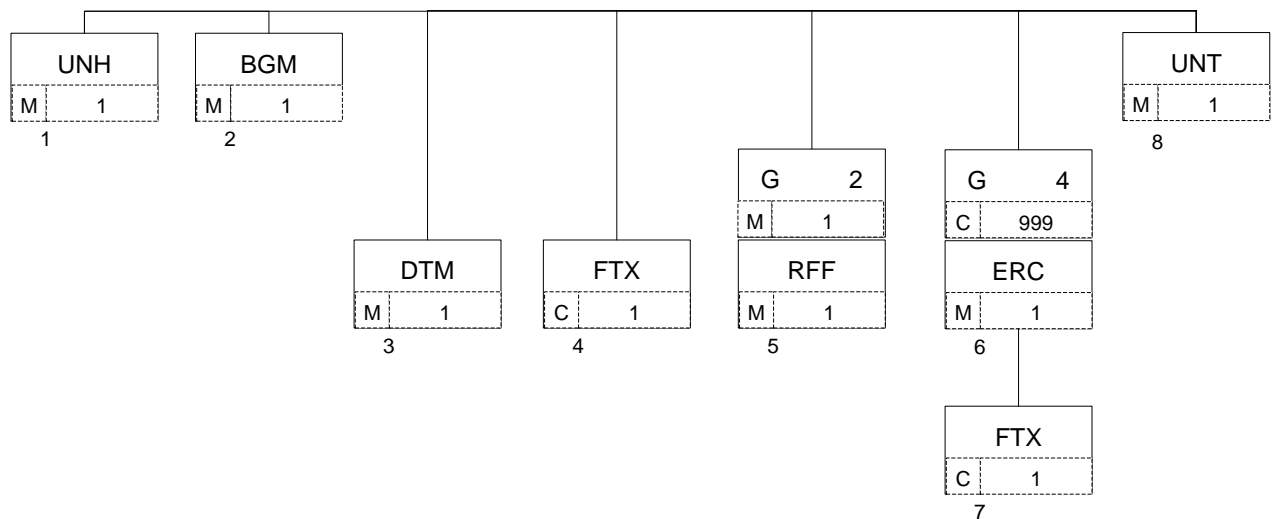 UNH
M 1
1
BGM
M 1
2
UNT
M 1
8
G 2
M 1
G 4
C 999
DTM
M 1
3
FTX
C 1
4
RFF
M 1
5
ERC
M 1
6
FTX
C 1
7